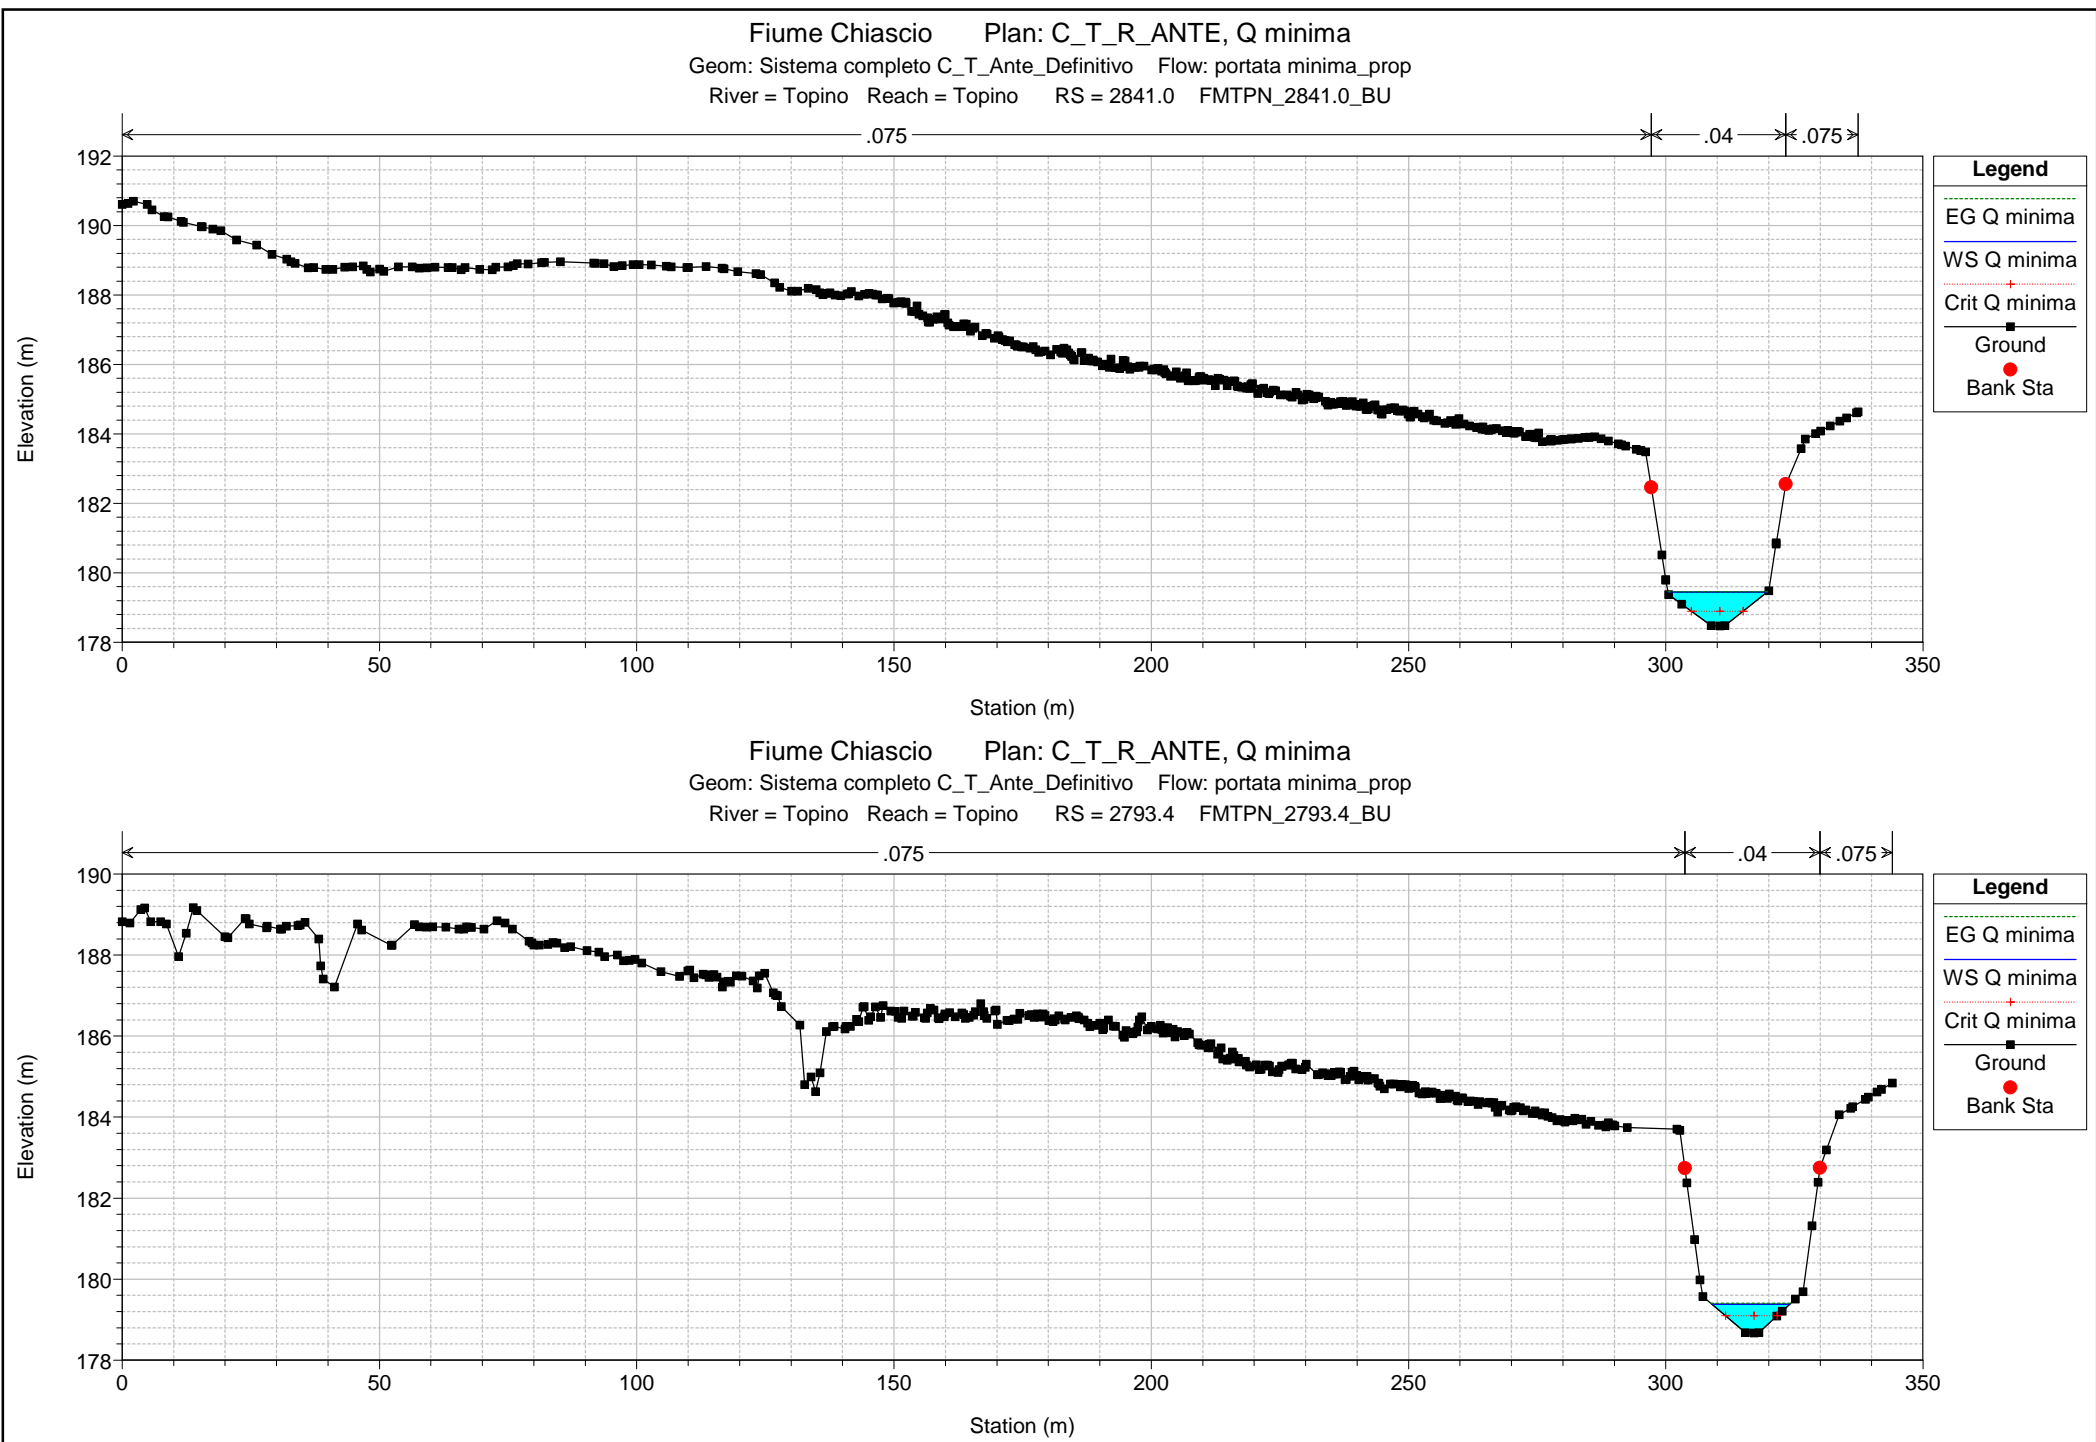 Fiume Chiascio Plan: C_T_R_ANTE, Q minima
Geom: Sistema completo C_T_Ante_Definitivo Flow: portata minima_prop
River = Topino Reach = Topino RS = 2841.0 FMTPN_2841.0_BU
.075 .04 .075
192
190
188
186
184
182
180
178
Elevation (m)
0 50 100 150 200 250 300 350
Station (m)
Legend
EG Q minima
WS Q minima
Crit Q minima
Ground
Bank Sta
Fiume Chiascio Plan: C_T_R_ANTE, Q minima
Geom: Sistema completo C_T_Ante_Definitivo Flow: portata minima_prop
River = Topino Reach = Topino RS = 2793.4 FMTPN_2793.4_BU
.075 .04 .075
190
188
186
184
182
180
178
Elevation (m)
0 50 100 150 200 250 300 350
Station (m)
Legend
EG Q minima
WS Q minima
Crit Q minima
Ground
Bank Sta